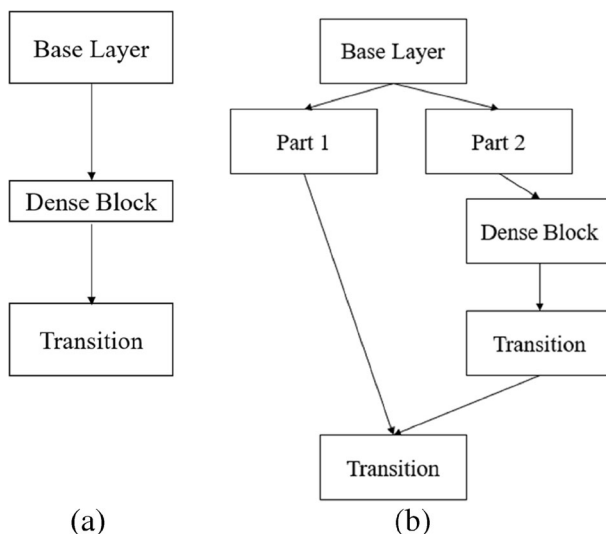 Base Layer
Dense Block
Transition
(a)
Base Layer
Part 1
Part 2
Dense Block
Transition
Transition
(b)